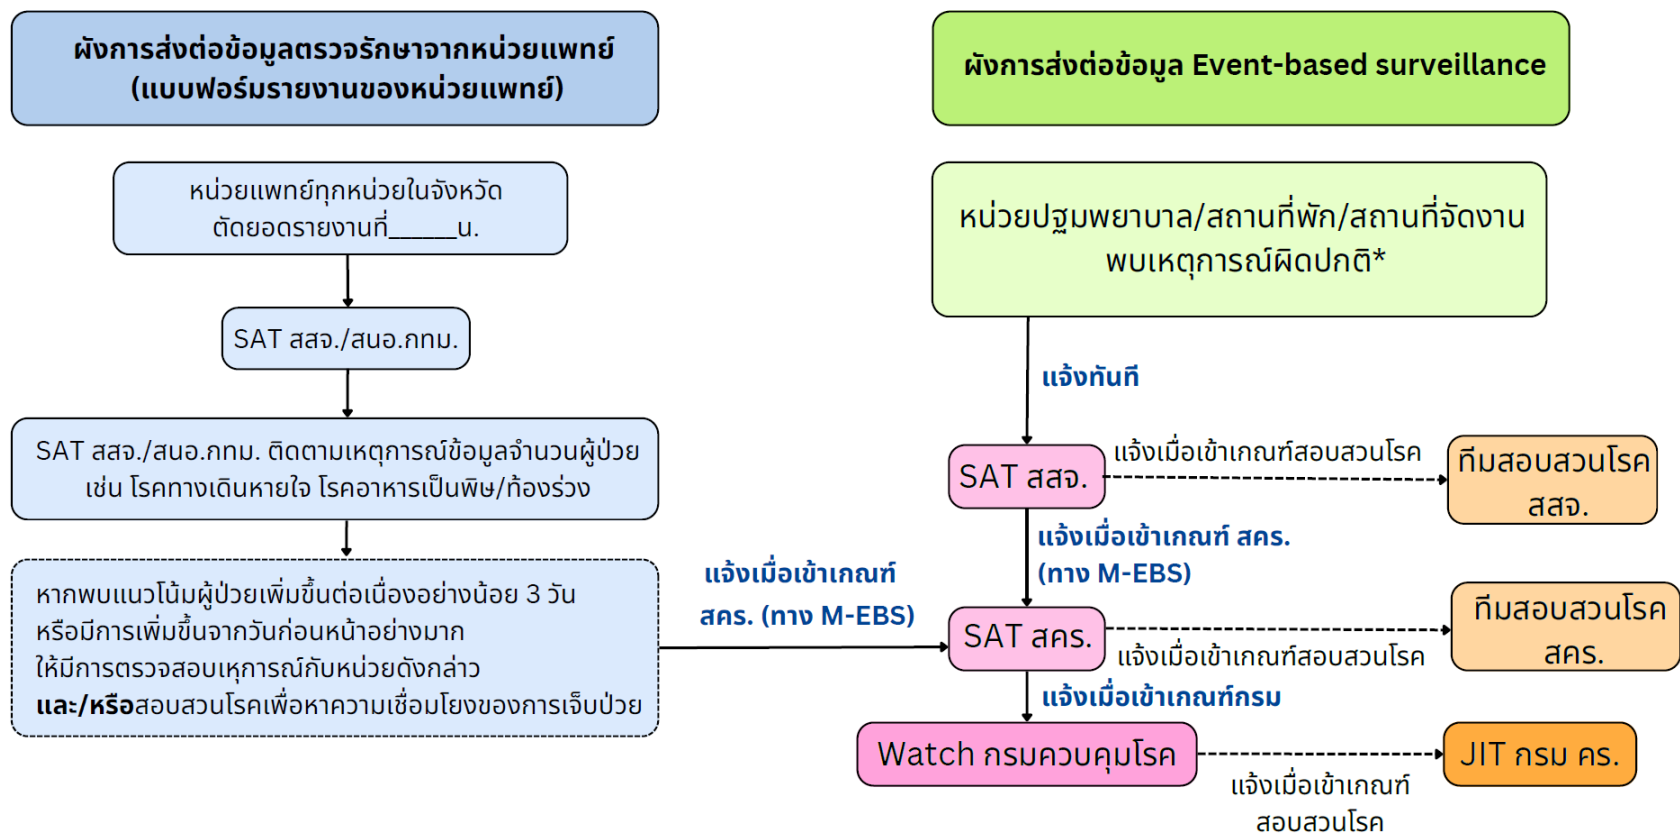 ผังการส่งต่อข้อมูลตรวจรักษาจากหน่วยแพทย์
(แบบฟอร์มรายงานของหน่วยแพทย์)
หน่วยแพทย์ทุกหน่วยในจังหวัด
ตัดยอดรายงานที่______น.
SAT สสจ./สนอ.กทม.
SAT สสจ./สนอ.กทม. ติดตามเหตุการณ์ข้อมูลจำนวนผู้ป่วย
เช่น โรคทางเดินหายใจ โรคอาหารเป็นพิษ/ท้องร่วง
หากพบแนวโน้มผู้ป่วยเพิ่มขึ้นต่อเนื่องอย่างน้อย 3 วัน
หรือมีการเพิ่มขึ้นจากวันก่อนหน้าอย่างมาก
ให้มีการตรวจสอบเหุการณ์กับหน่วยดังกล่าว
และ/หรือสอบสวนโรคเพื่อหาความเชื่อมโยงของการเจ็บป่วย
แจ้งเมื่อเข้าเกณฑ์
สคร. (ทาง M-EBS)
ผังการส่งต่อข้อมูล Event-based surveillance
หน่วยปฐมพยาบาล/สถานที่พัก/สถานที่จัดงาน
พบเหตุการณ์ผิดปกติ*
แจ้งทันที
SAT สสจ.
แจ้งเมื่อเข้าเกณฑ์สอบสวนโรค
ทีมสอบสวนโรค
สสจ.
แจ้งเมื่อเข้าเกณฑ์ สคร.
(ทาง M-EBS)
SAT สคร.
แจ้งเมื่อเข้าเกณฑ์สอบสวนโรค
ทีมสอบสวนโรค
สคร.
แจ้งเมื่อเข้าเกณฑ์กรม
Watch กรมควบคุมโรค
แจ้งเมื่อเข้าเกณฑ์
สอบสวนโรค
JIT กรม คร.